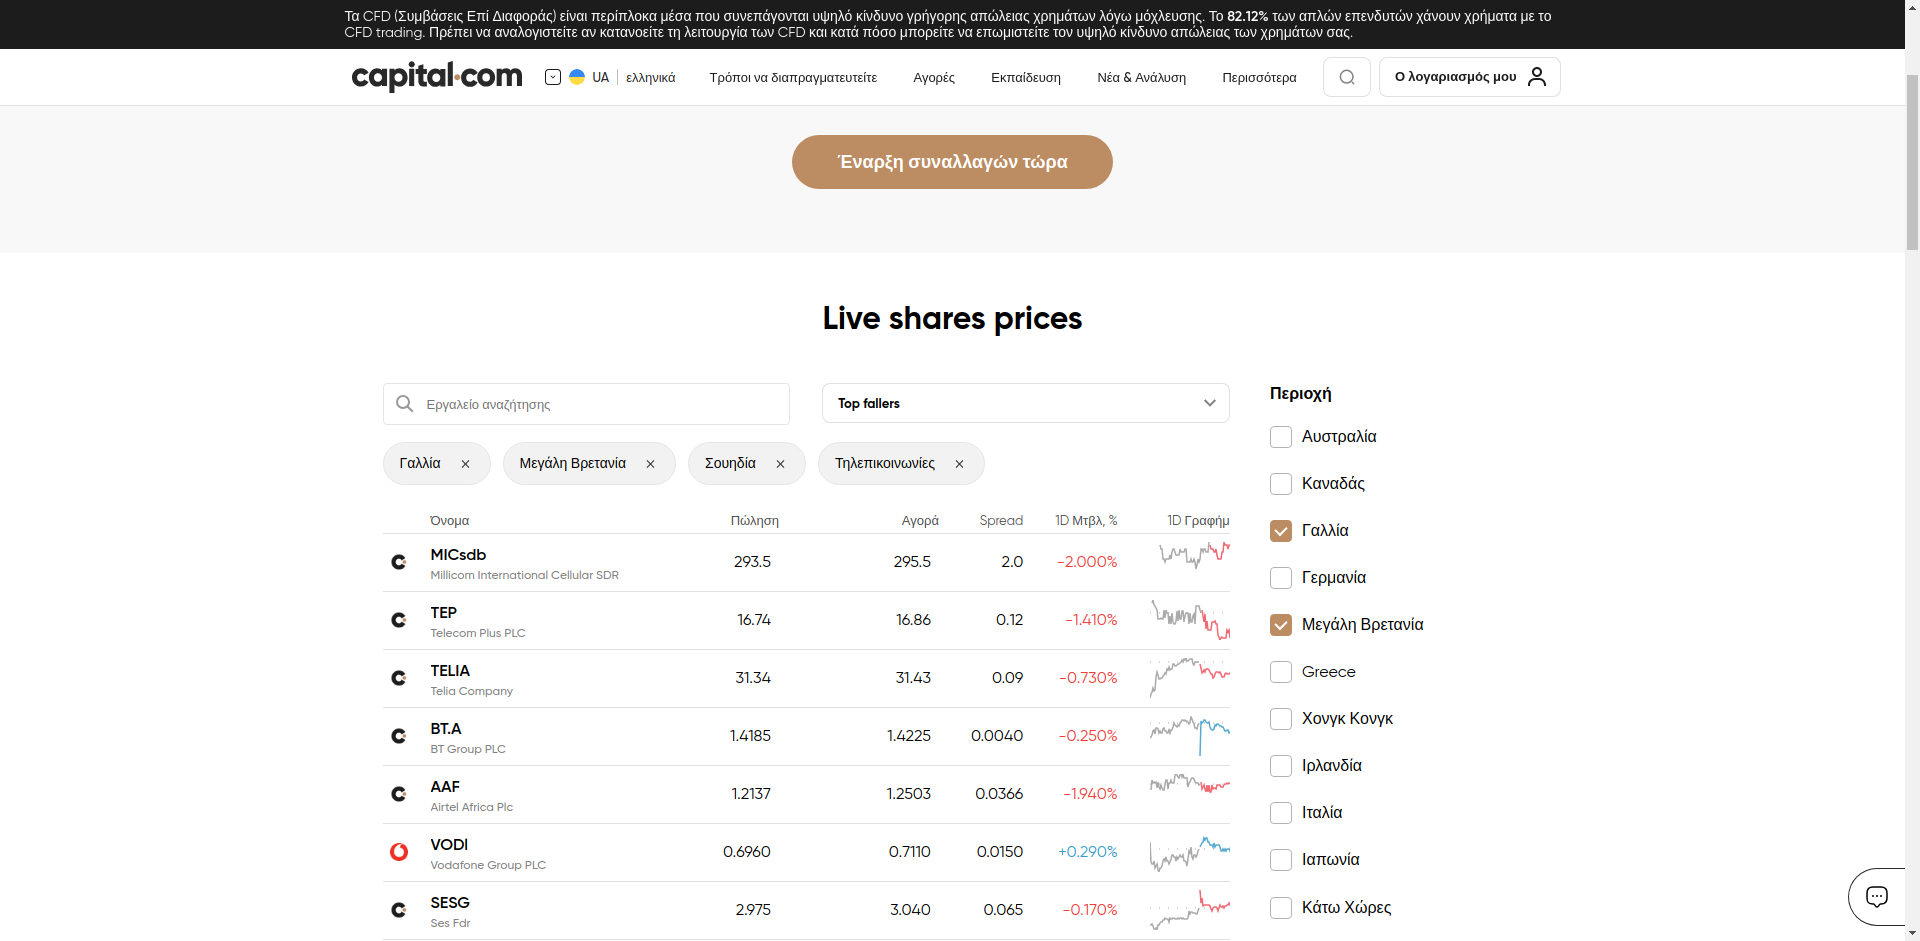 Τα CFD (Συμβάσεις Επί Διαφοράς) είναι περίπλοκα μέσα που συνεπάγονται υψηλό κίνδυνο γρήγορης απώλειας χρημάτων λόγω μόχλευσης. Το 82.12% των απλών επενδυτών χάνουν χρήματα με το
CFD trading. Πρέπει να αναλογιστείτε αν κατανοείτε τη λειτουργία των CFD και κατά πόσο μπορείτε να επωμιστείτε τον υψηλό κίνδυνο απώλειας των χρημάτων σας.
capital.com UA ελληνικά Τρόποι να διαπραγματευτείτε Αγορές Εκπαίδευση Νέα & Ανάλυση Περισσότερα Ο λογαριασμός μου
Έναρξη συναλλαγών τώρα
Live shares prices
Εργαλείο αναζήτησης
Top fallers
Γαλλία Μεγάλη Βρετανία Σουηδία Τηλεπικοινωνίες
Όνομα Πώληση Αγορά Spread 1D Μτβλ, % 1D Γραφήμ
MICsdb 293.5 295.5 2.0 -2.000%
Millicom International Cellular SDR
TEP 16.74 16.86 0.12 -1.410%
Telecom Plus PLC
TELIA 31.34 31.43 0.09 -0.730%
Telia Company
BT.A 1.4185 1.4225 0.0040 -0.250%
BT Group PLC
AAF 1.2137 1.2503 0.0366 -1.940%
Airtel Africa Plc
VODl 0.6960 0.7110 0.0150 +0.290%
Vodafone Group PLC
SESG 2.975 3.040 0.065 -0.170%
Ses Fdr
Περιοχή
Αυστραλία
Καναδάς
Γαλλία
Γερμανία
Μεγάλη Βρετανία
Greece
Χονγκ Κονγκ
Ιρλανδία
Ιταλία
Ιαπωνία
Κάτω Χώρες